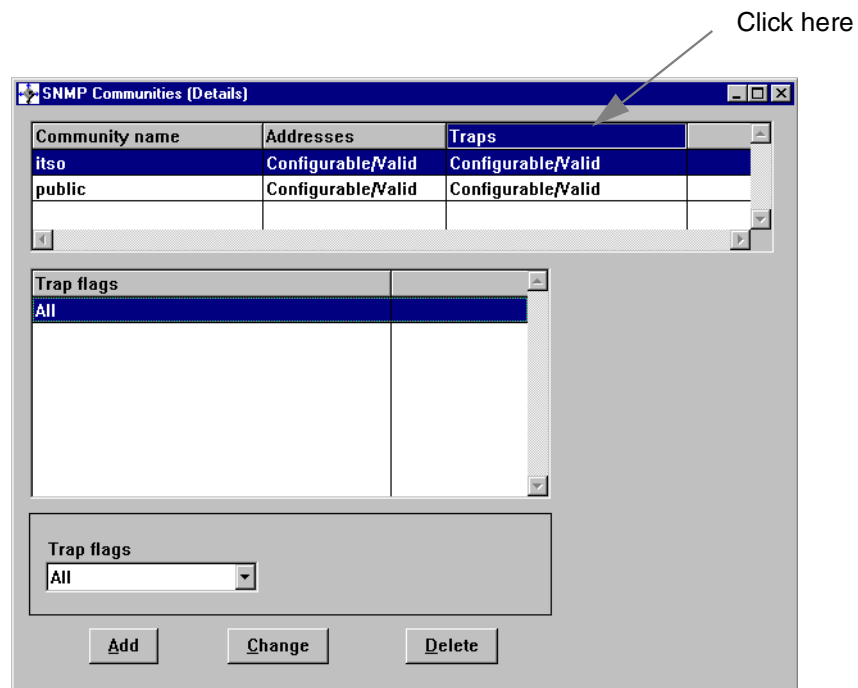 Click here
SNMP Communities (Details)
Community name Addresses Traps
itso Configurable/Valid Configurable/Valid
public Configurable/Valid Configurable/Valid
Trap flags
All
Trap flags
All
Add Change Delete